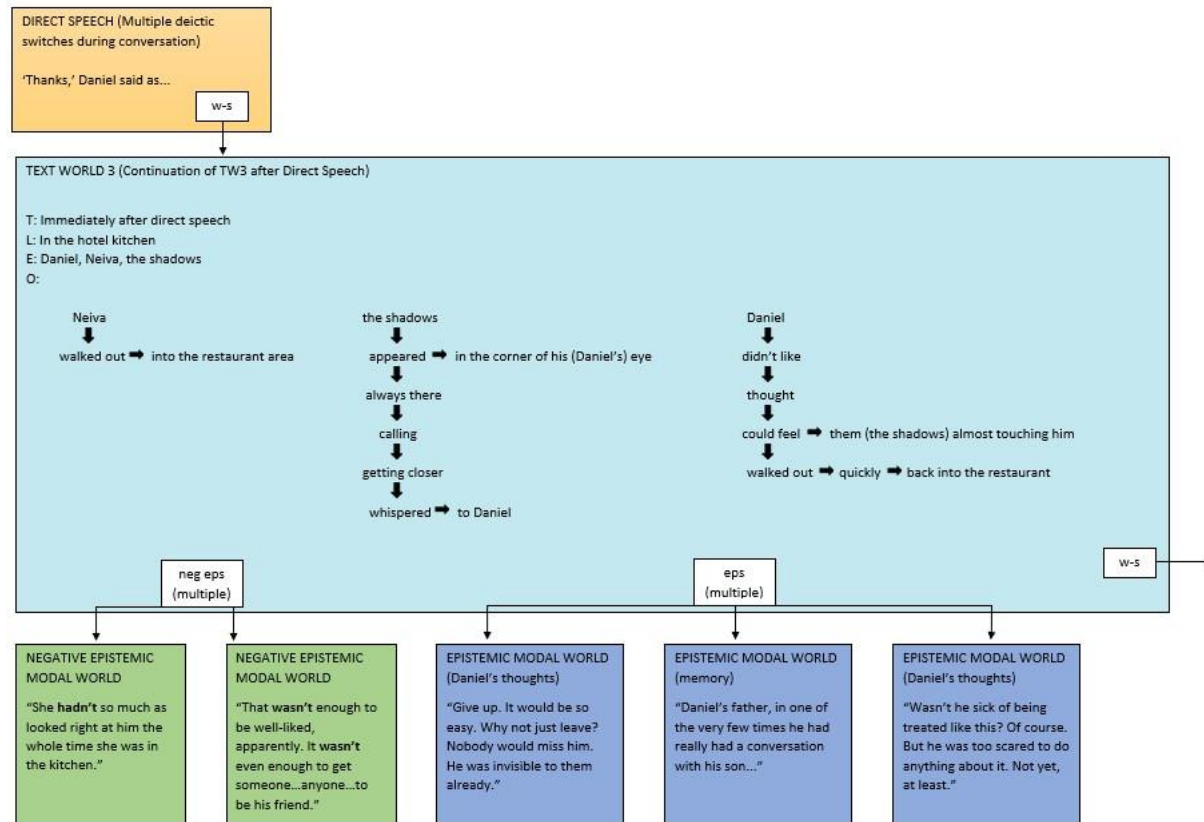 DIRECT SPEECH (Multiple deictic
switches during conversation)
‘Thanks,’ Daniel said as...
w-s
TEXT WORLD 3 (Continuation of TW3 after Direct Speech)
T: Immediately after direct speech
L: In the hotel kitchen
E: Daniel, Neiva, the shadows
O:
Neiva
walked out ➡ into the restaurant area
the shadows
appeared ➡ in the corner of his (Daniel’s) eye
always there
calling
getting closer
whispered ➡ to Daniel
Daniel
didn’t like
thought
could feel ➡ them (the shadows) almost touching him
walked out ➡ quickly ➡ back into the restaurant
neg eps
(multiple)
eps
(multiple)
w-s
NEGATIVE EPISTEMIC
MODAL WORLD
“She hadn’t so much as
looked right at him the
whole time she was in
the kitchen.”
NEGATIVE EPISTEMIC
MODAL WORLD
“That wasn’t enough to
be well-liked,
apparently. It wasn’t
even enough to get
someone...anyone...to
be his friend.”
EPISTEMIC MODAL WORLD
(Daniel’s thoughts)
“Give up. It would be so
easy. Why not just leave?
Nobody would miss him.
He was invisible to them
already.”
EPISTEMIC MODAL WORLD
(memory)
“Daniel’s father, in one of
the very few times he had
really had a conversation
with his son...”
EPISTEMIC MODAL WORLD
(Daniel’s thoughts)
“Wasn’t he sick of being
treated like this? Of course.
But he was too scared to do
anything about it. Not yet,
at least.”